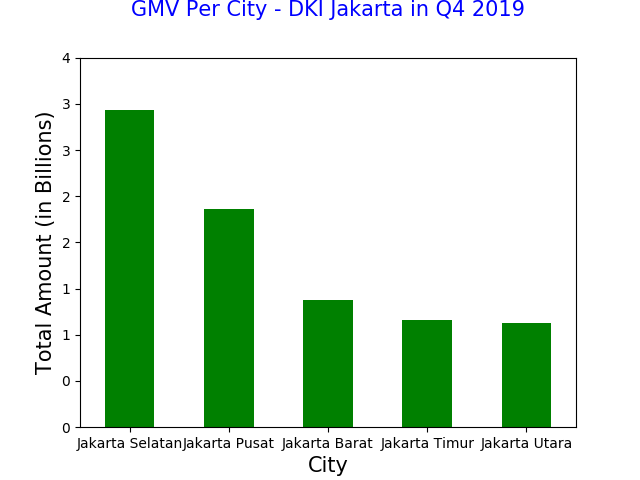 GMV Per City - DKI Jakarta in Q4 2019
Total Amount (in Billions)
4
3
3
2
2
1
1
0
0
Jakarta Selatan Jakarta Pusat Jakarta Barat Jakarta Timur Jakarta Utara
City